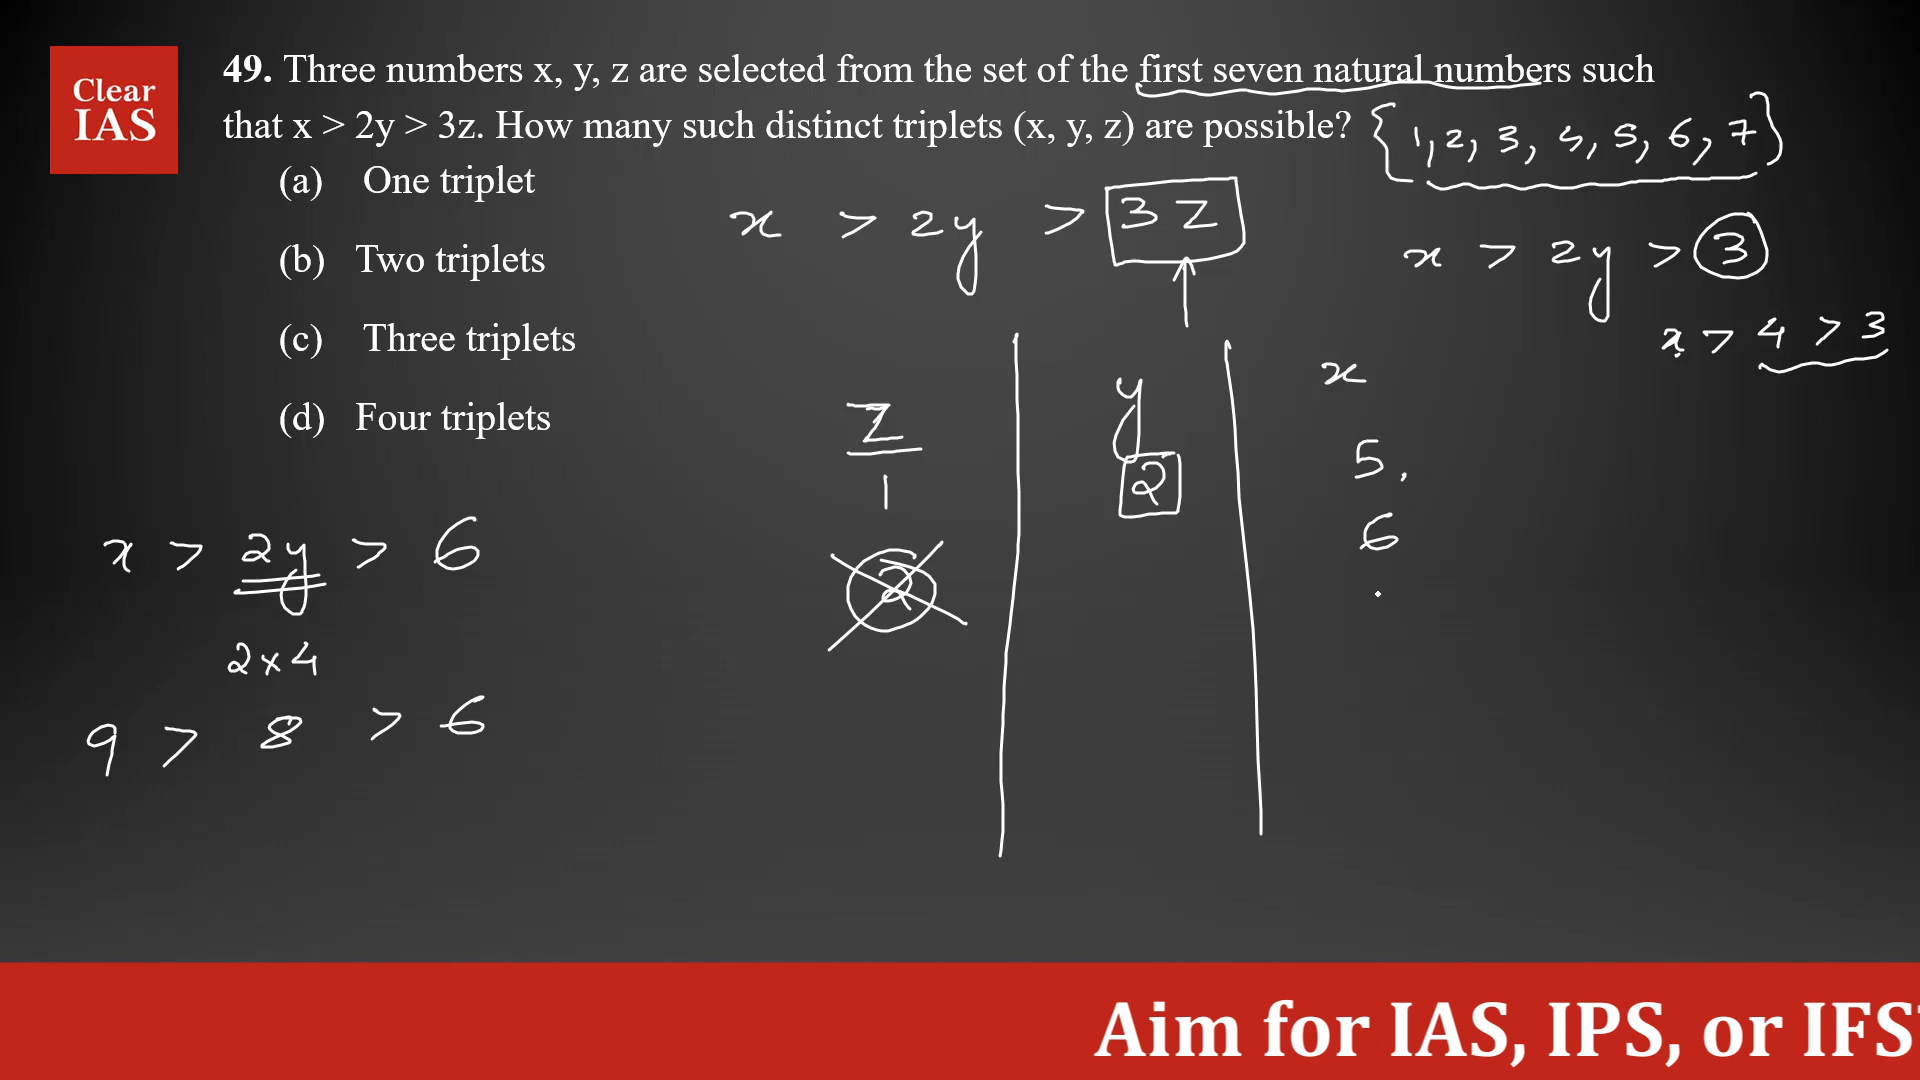 Clear
IAS
49. Three numbers x, y, z are selected from the set of the first seven natural numbers such
that x > 2y > 3z. How many such distinct triplets (x, y, z) are possible?
{1, 2, 3, 4, 5, 6, 7}
(a) One triplet
(b) Two triplets
(c) Three triplets
(d) Four triplets
x > 2y > 3z
x > 2y > 3
x > 4 > 3
z
1
2
y
2
x
5,
6
x > 2y > 6
2×4
9 > 8 > 6
Aim for IAS, IPS, or IFS